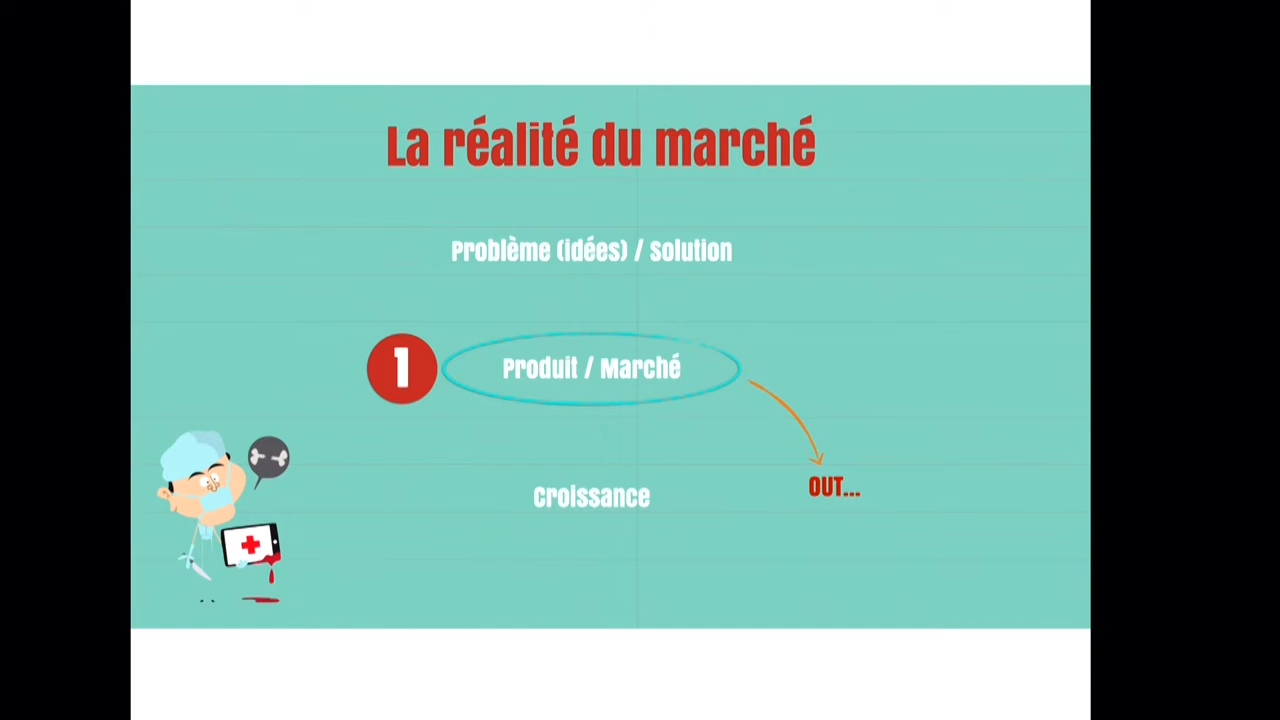 La réalité du marché
Problème (idées) / Solution
1
Produit / Marché
Croissance
OUT...